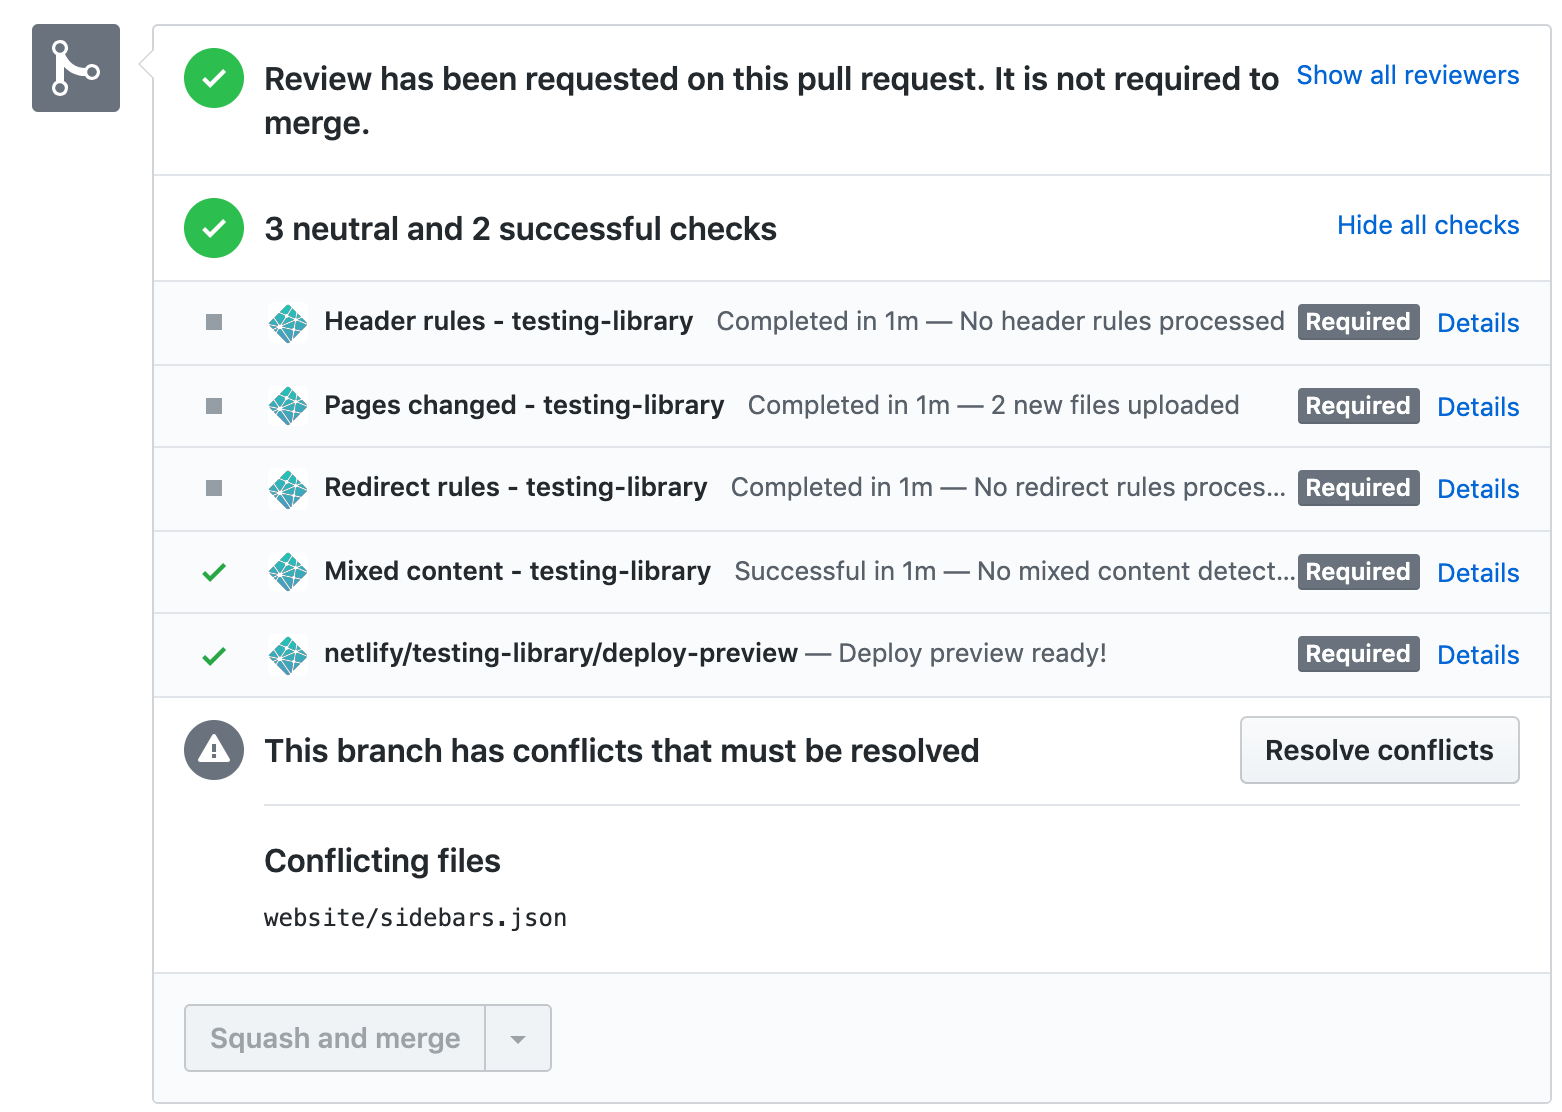 Review has been requested on this pull request. It is not required to Show all reviewers
merge.
3 neutral and 2 successful checks Hide all checks
Header rules - testing-library Completed in 1m — No header rules processed Required Details
Pages changed - testing-library Completed in 1m — 2 new files uploaded Required Details
Redirect rules - testing-library Completed in 1m — No redirect rules proces... Required Details
Mixed content - testing-library Successful in 1m — No mixed content detect... Required Details
netlify/testing-library/deploy-preview — Deploy preview ready! Required Details
This branch has conflicts that must be resolved Resolve conflicts
Conflicting files
website/sidebars.json
Squash and merge